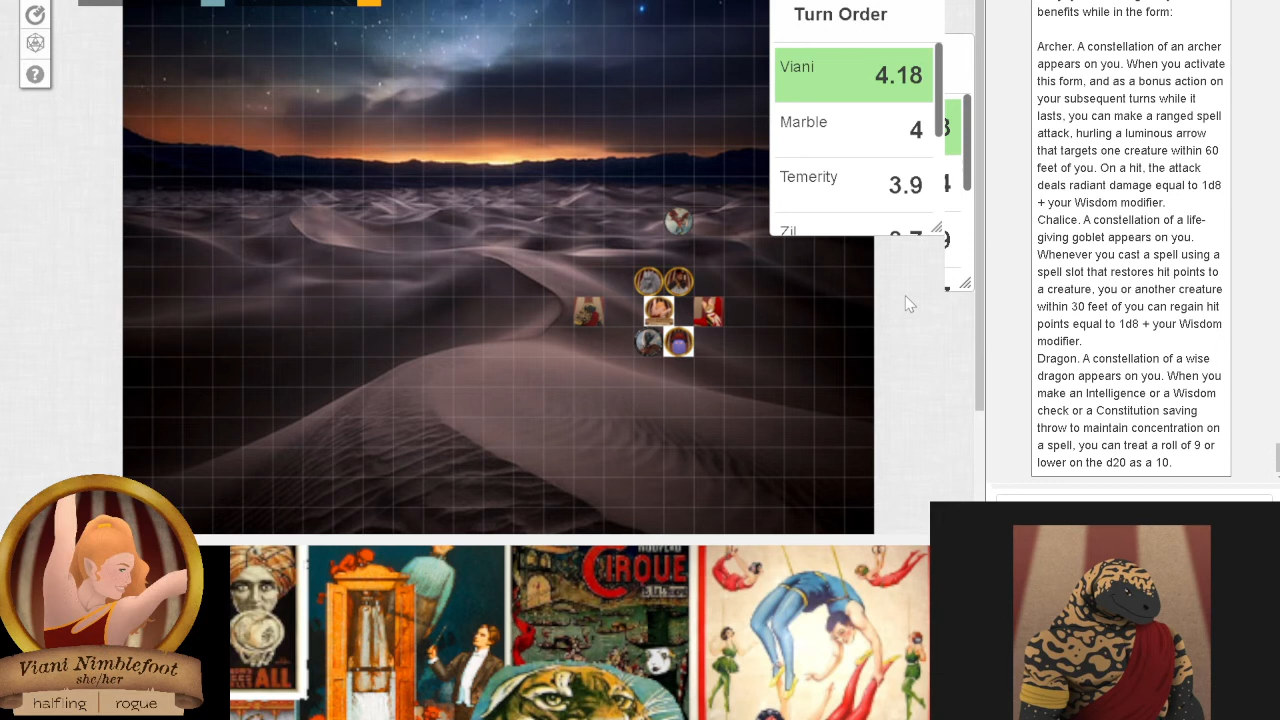 Turn Order
Viani
4.18
Marble
4
Temerity
3.9
Zil
benefits while in the form:
Archer. A constellation of an archer
appears on you. When you activate
this form, and as a bonus action on
your subsequent turns while it
lasts, you can make a ranged spell
attack, hurling a luminous arrow
that targets one creature within 60
feet of you. On a hit, the attack
deals radiant damage equal to 1d8
+ your Wisdom modifier.
Chalice. A constellation of a life-
giving goblet appears on you.
Whenever you cast a spell using a
spell slot that restores hit points to
a creature, you or another creature
within 30 feet of you can regain hit
points equal to 1d8 + your Wisdom
modifier.
Dragon. A constellation of a wise
dragon appears on you. When you
make an Intelligence or a Wisdom
check or a Constitution saving
throw to maintain concentration on
a spell, you can treat a roll of 9 or
lower on the d20 as a 10.
Viani Nimblefoot
she/her
halfling | rogue
ALL
CIRQUE